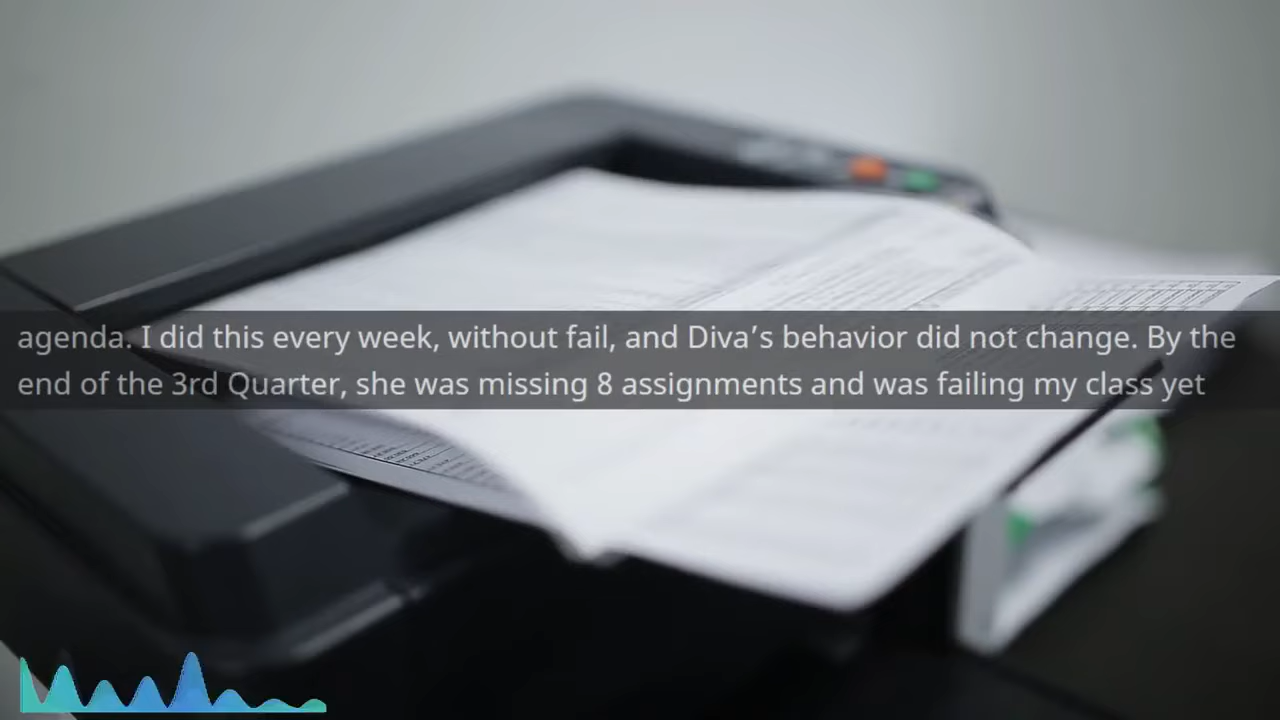 agenda. I did this every week, without fail, and Diva’s behavior did not change. By the
end of the 3rd Quarter, she was missing 8 assignments and was failing my class yet